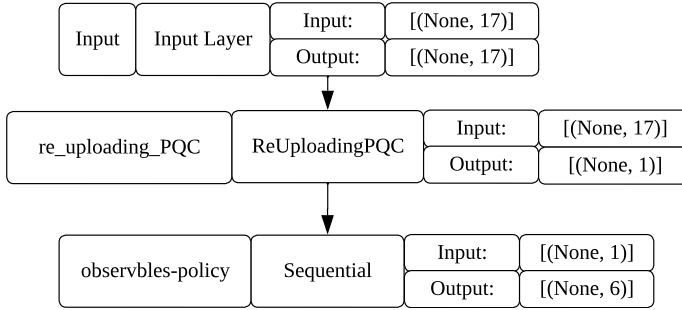 Input Input Layer Input: [(None, 17)]
Output: [(None, 17)]
re_uploading_PQC ReUploadingPQC Input: [(None, 17)]
Output: [(None, 1)]
observbles-policy Sequential Input: [(None, 1)]
Output: [(None, 6)]